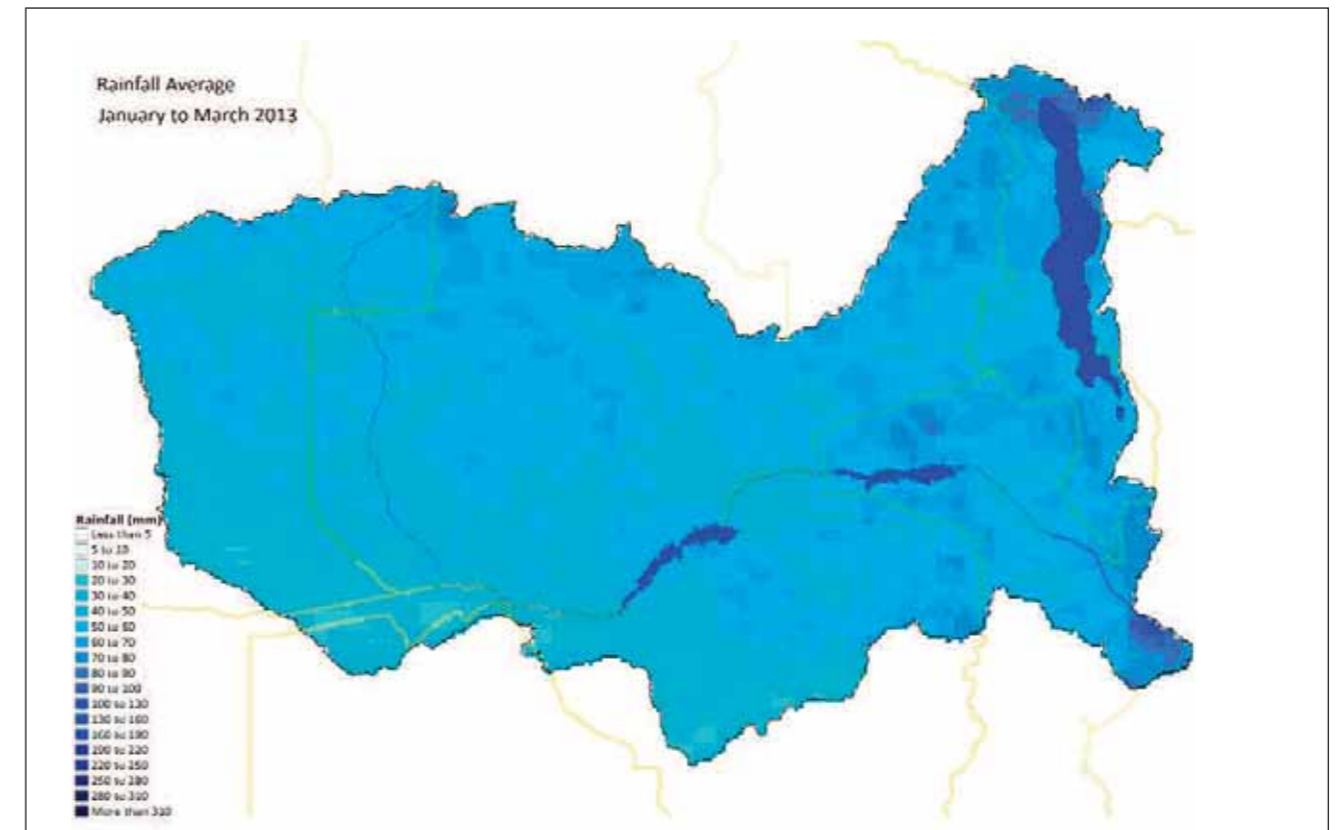 Rainfall Average
January to March 2013
Rainfall (mm)
Less than 5
5 to 10
10 to 20
20 to 30
30 to 40
40 to 50
50 to 60
60 to 70
70 to 80
80 to 90
90 to 100
100 to 130
130 to 160
160 to 190
190 to 220
220 to 250
250 to 280
280 to 310
More than 310